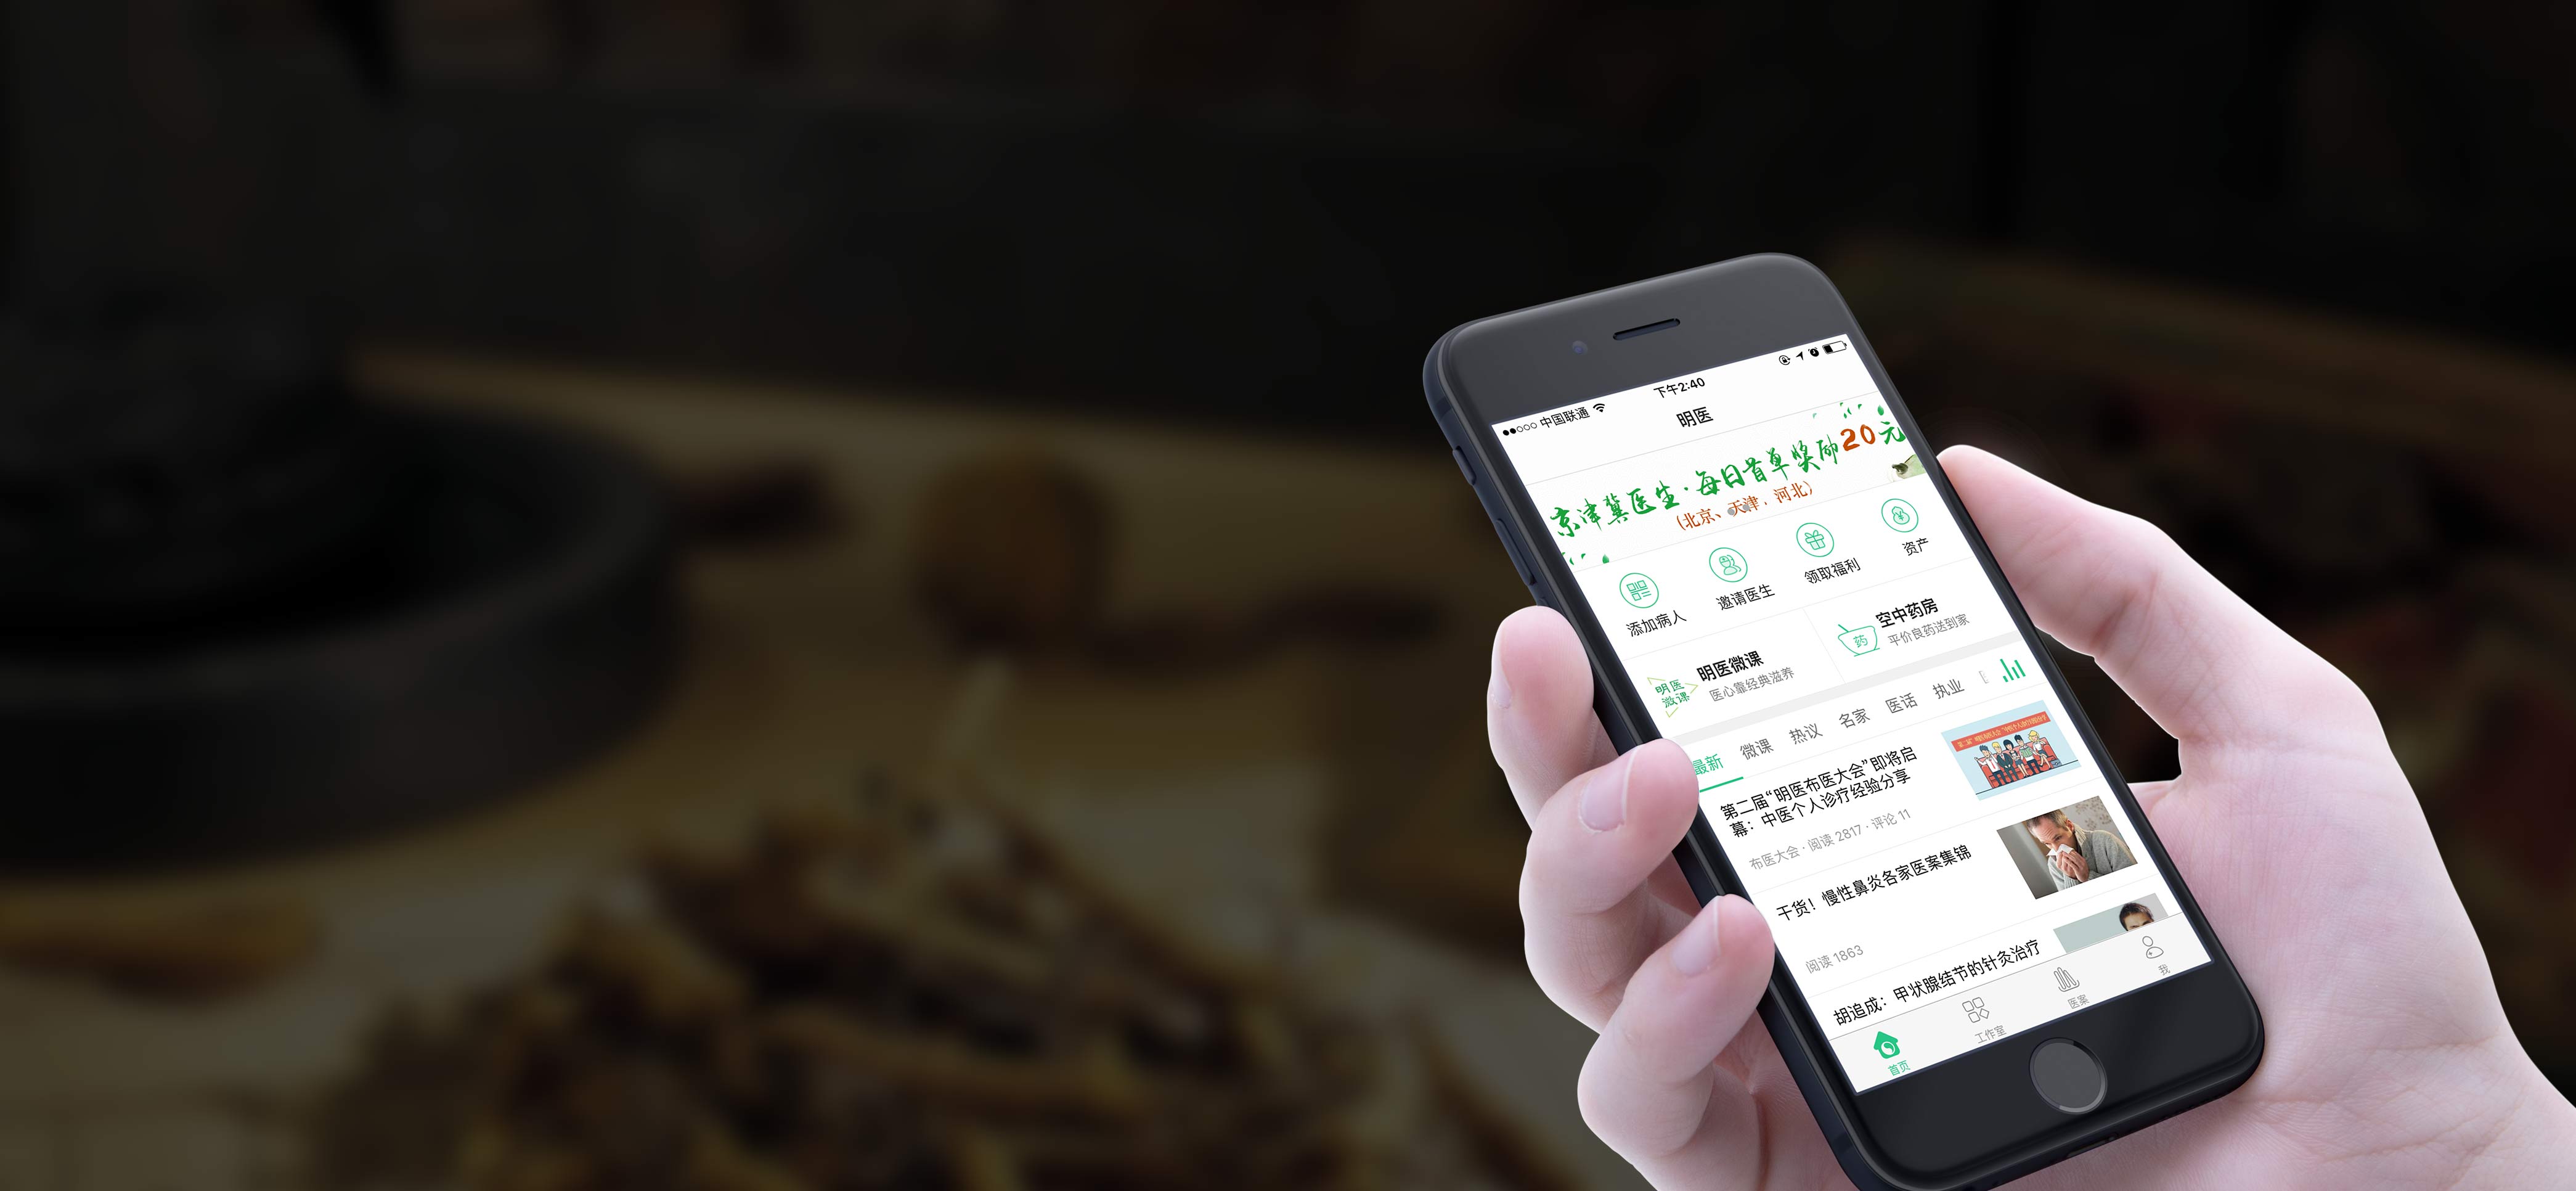 中国联通
下午2:40
明医
京津冀医生·每日首单奖励20元
(北京、天津,河北)
添加病人
邀请医生
领取福利
资产
明医微课
明医微课
医心靠经典滋养
药
空中药房
平价良药送到家
最新 微课 热议 名家 医话 执业
第二届“明医布医大会”即将启
幕:中医个人诊疗经验分享
布医大会 · 阅读 2817 · 评论 11
干货!慢性鼻炎各家医案集锦
阅读 1863
胡追成:甲状腺结节的针灸治疗
首页
工作室
医案
我